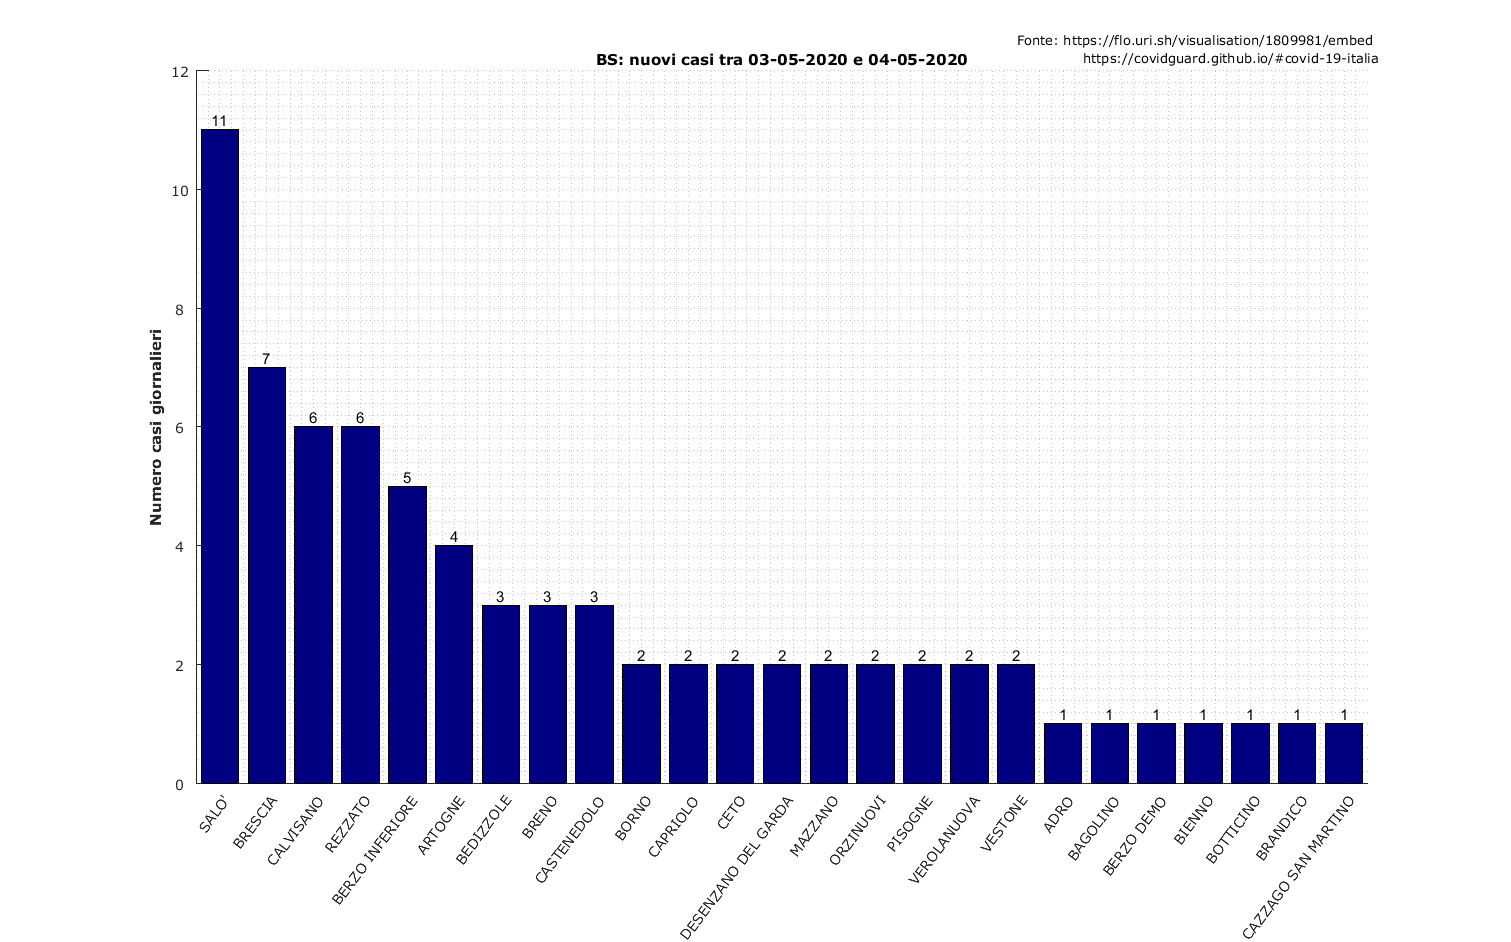 Fonte: https://flo.uri.sh/visualisation/1809981/embed
https://covidguard.github.io/#covid-19-italia
BS: nuovi casi tra 03-05-2020 e 04-05-2020
Numero casi giornalieri
12
10
8
6
4
2
0
11
7
6
6
5
4
3
3
3
2
2
2
2
2
2
2
2
2
1
1
1
1
1
1
1
SALO'
BRESCIA
CALVISANO
REZZATO
BERZO INFERIORE
ARTOGNE
BEDIZZOLE
BRENO
CASTENEDOLO
BORNO
CAPRIOLO
CETO
DESENZANO DEL GARDA
MAZZANO
ORZINUOVI
PISOGNE
VEROLANUOVA
VESTONE
ADRO
BAGOLINO
BERZO DEMO
BIENNO
BOTTICINO
BRANDICO
CAZZAGO SAN MARTINO